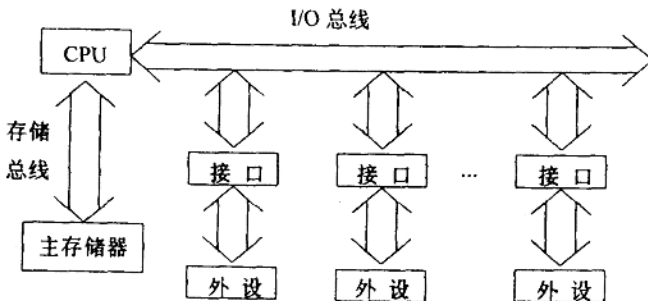 I/O 总线
CPU
存储
总线
接 口
接 口
...
接 口
主存储器
外 设
外 设
外 设